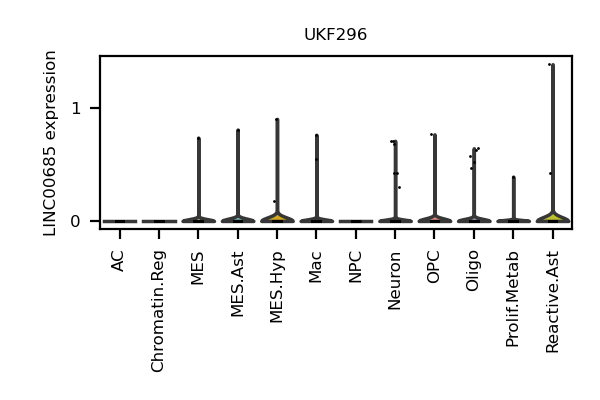 UKF296
LINC00685 expression
1
0
AC
Chromatin.Reg
MES
MES.Ast
MES.Hyp
Mac
NPC
Neuron
OPC
Oligo
Prolif.Metab
Reactive.Ast